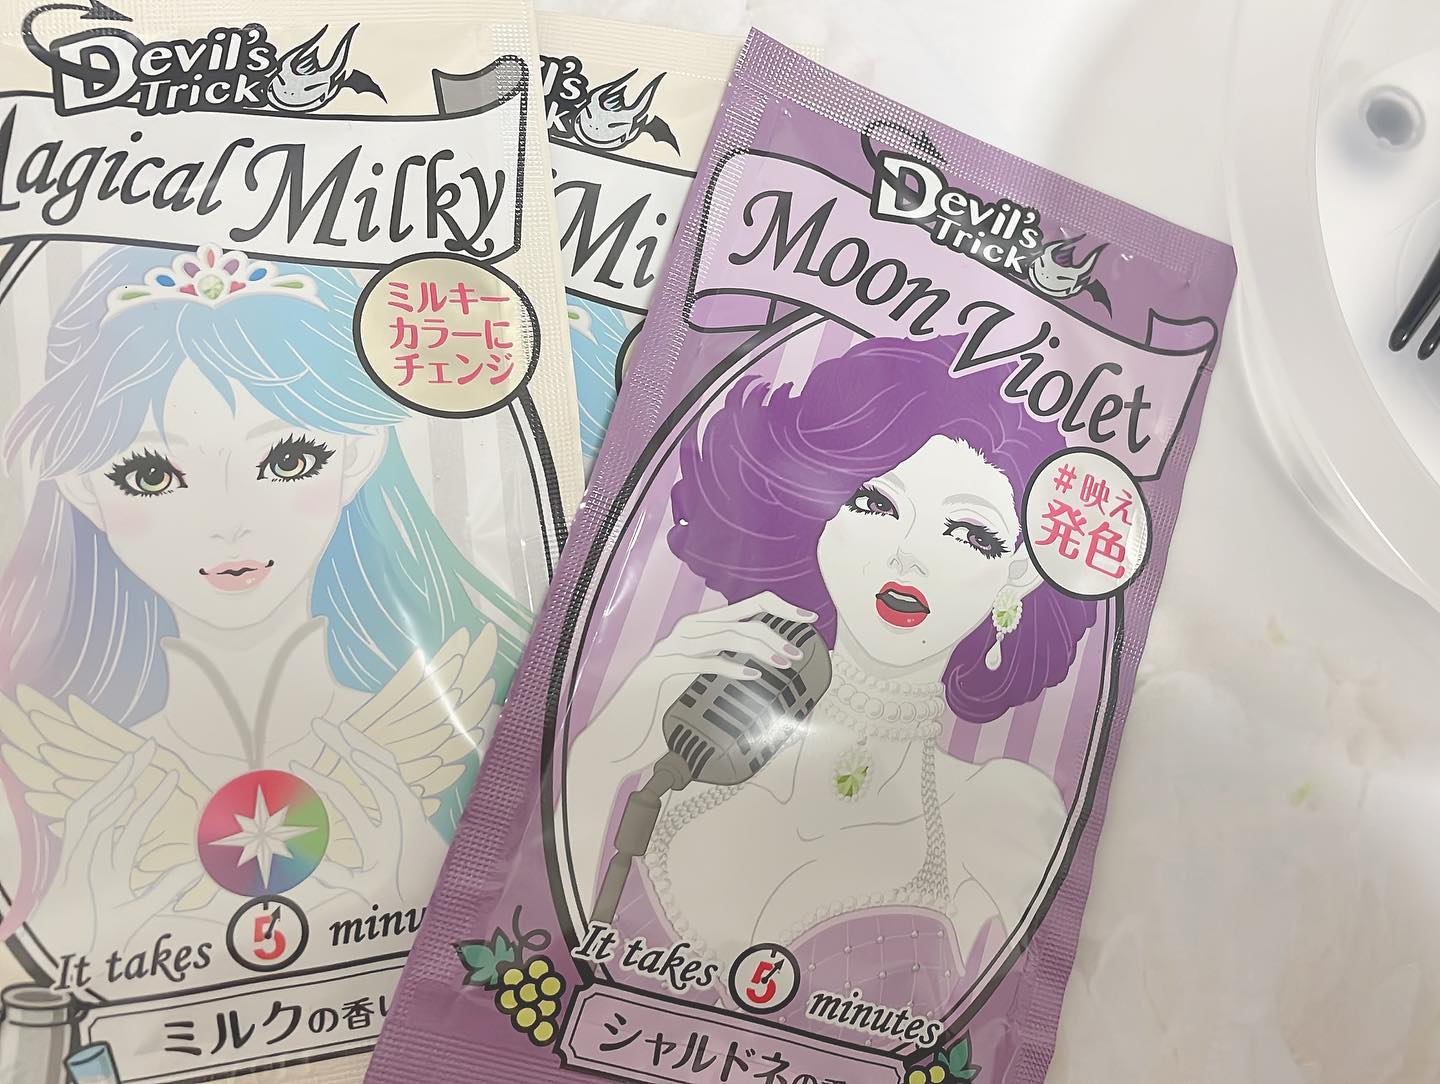 Devil's
Trick
Magical Milky
ミルキー
カラーに
チェンジ
It takes 5 minu
ミルクの香
l's
k
Mi
Devil's
Trick
Moon Violet
#映え
発色
It takes 5 minutes
シャルドネの